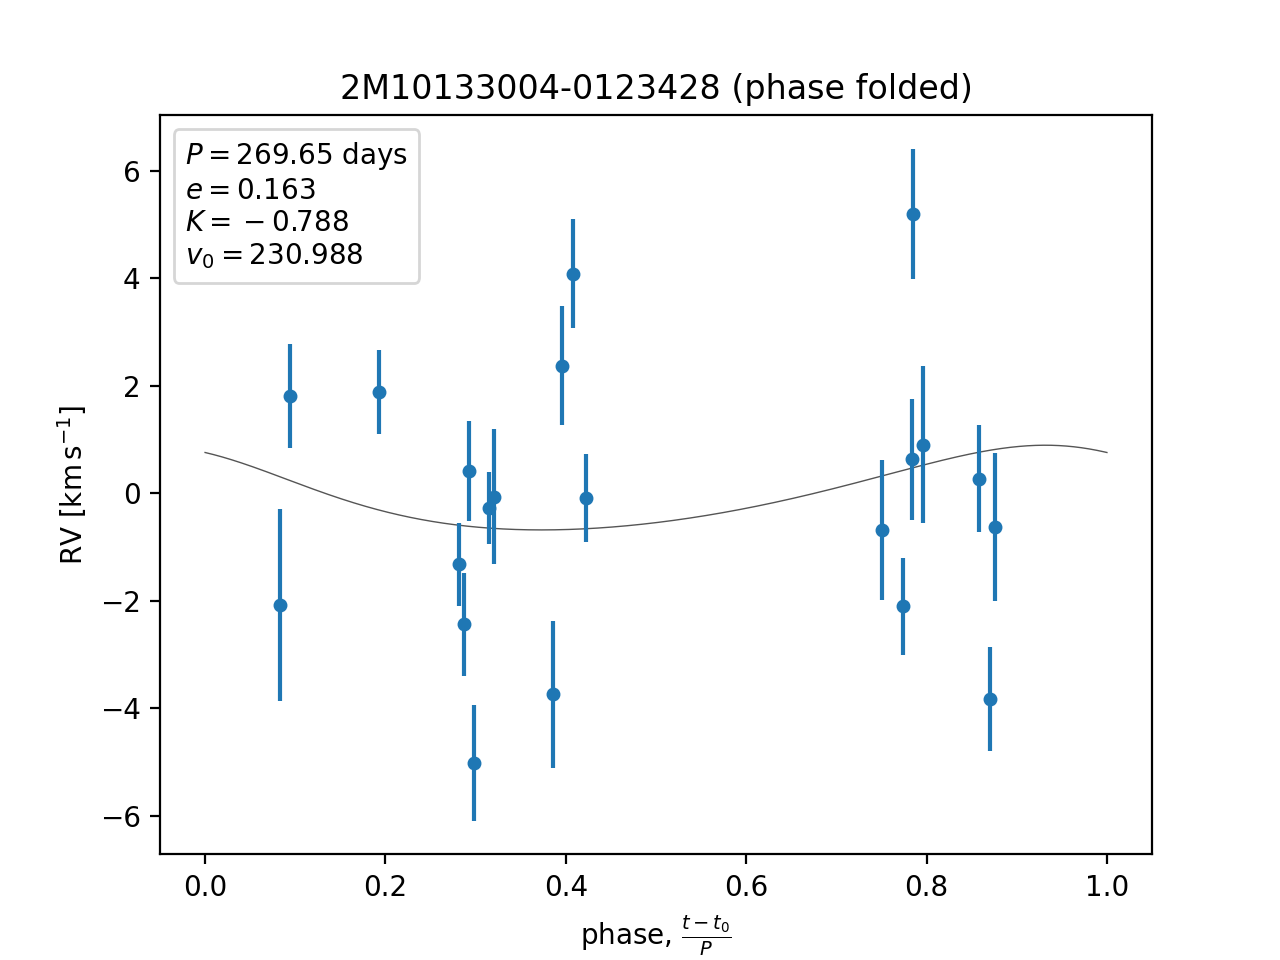 2M10133004-0123428 (phase folded)
P = 269.65 days
e = 0.163
K = −0.788
v₀ = 230.988
6
4
2
0
−2
−4
−6
RV [km s⁻¹]
0.0 0.2 0.4 0.6 0.8 1.0
phase, (t − t₀)/P